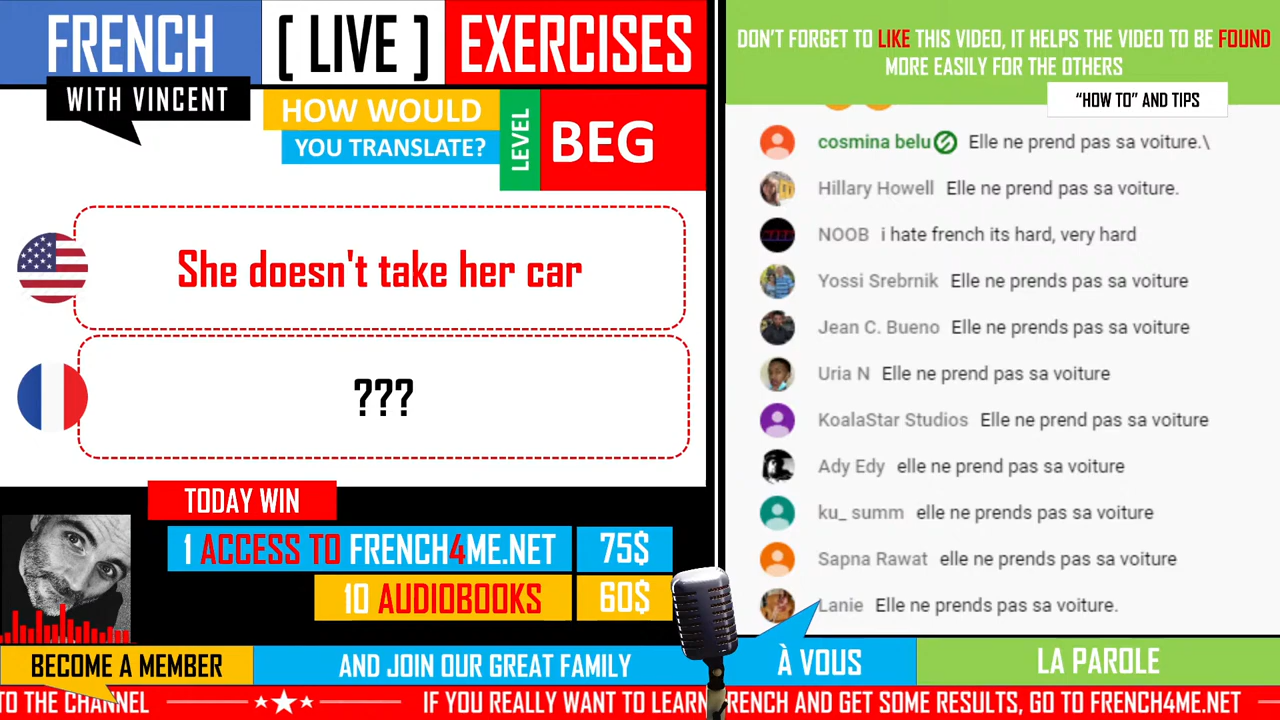 FRENCH
[ LIVE ]
EXERCISES
WITH VINCENT
HOW WOULD
YOU TRANSLATE?
LEVEL
BEG
She doesn't take her car
???
TODAY WIN
1 ACCESS TO FRENCH4ME.NET
75$
10 AUDIOBOOKS
60$
DON'T FORGET TO LIKE THIS VIDEO, IT HELPS THE VIDEO TO BE FOUND
MORE EASILY FOR THE OTHERS
“HOW TO” AND TIPS
cosmina belu Elle ne prend pas sa voiture.\
Hillary Howell Elle ne prend pas sa voiture.
NOOB i hate french its hard, very hard
Yossi Srebrnik Elle ne prends pas sa voiture
Jean C. Bueno Elle ne prends pas sa voiture
Uria N Elle ne prend pas sa voiture
KoalaStar Studios Elle ne prend pas sa voiture
Ady Edy elle ne prend pas sa voiture
ku_ summ elle ne prends pas sa voiture
Sapna Rawat elle ne prends pas sa voiture
Lanie Elle ne prends pas sa voiture.
BECOME A MEMBER
AND JOIN OUR GREAT FAMILY
À VOUS
LA PAROLE
TO THE CHANNEL
IF YOU REALLY WANT TO LEARN FRENCH AND GET SOME RESULTS, GO TO FRENCH4ME.NET